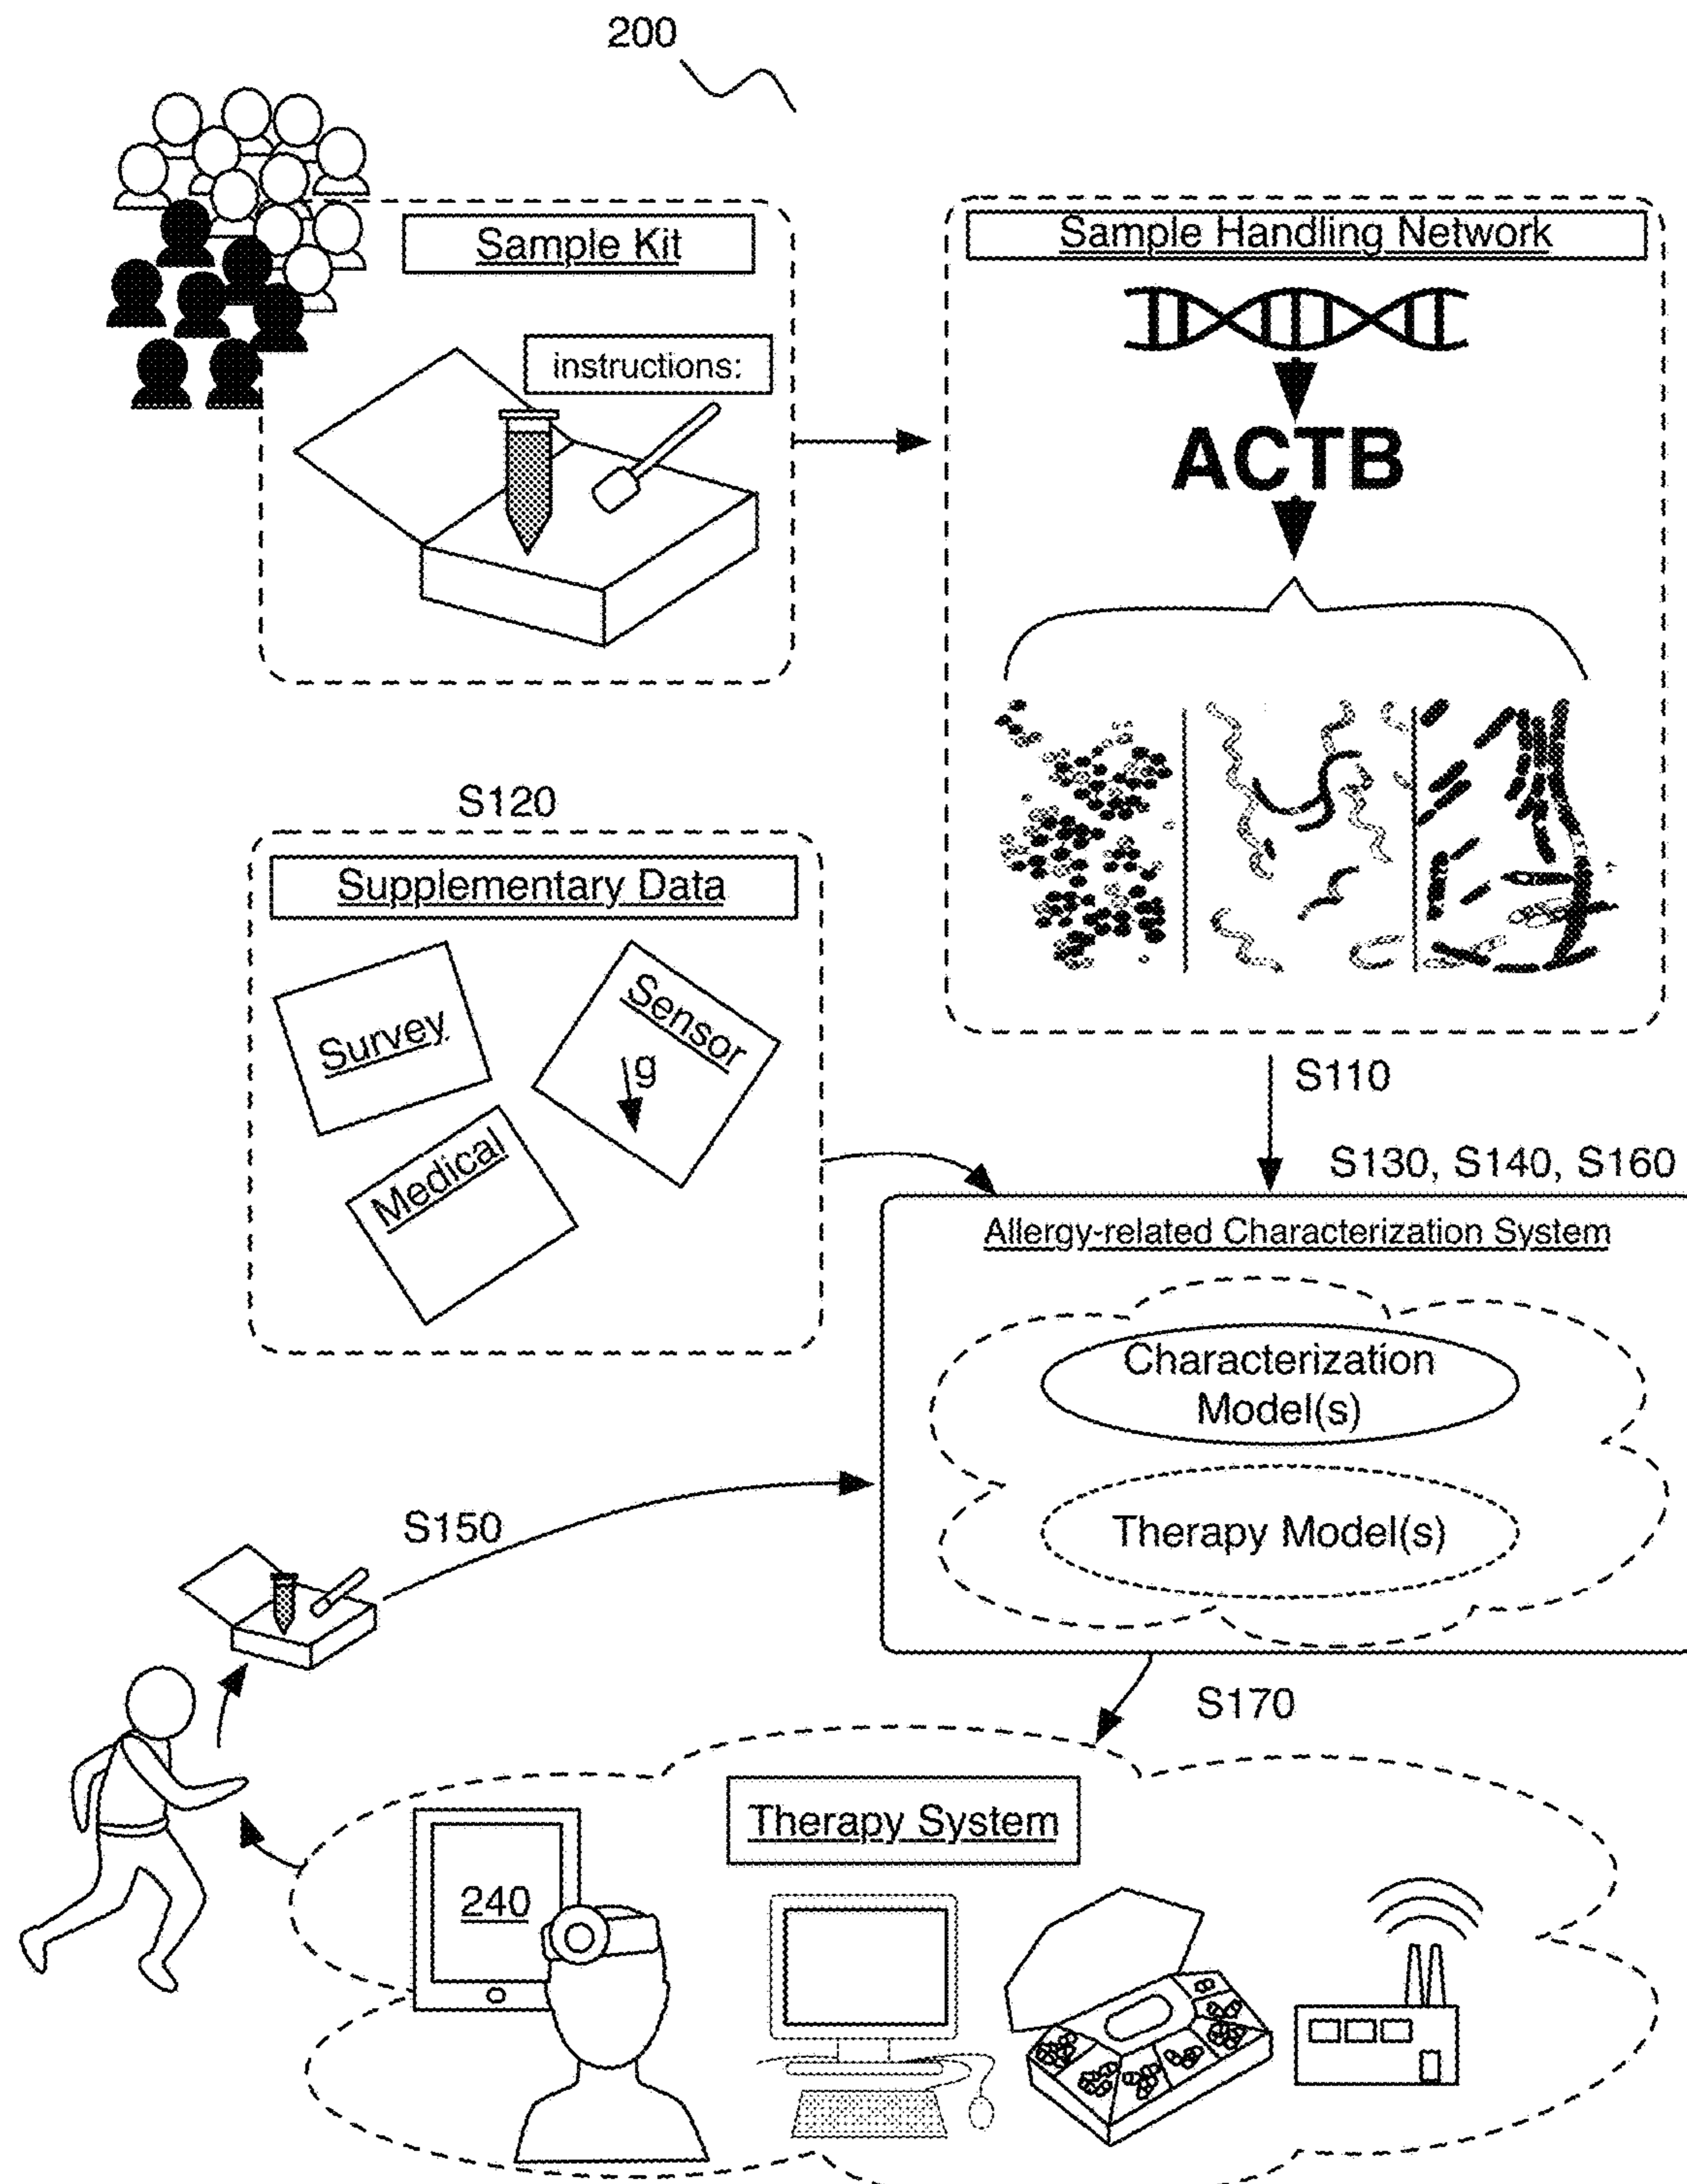 200
Sample Kit
instructions:
Sample Handling Network
ACTB
S120
Supplementary Data
Survey
Sensor
g
Medical
S110
S130, S140, S160
Allergy-related Characterization System
Characterization
Model(s)
Therapy Model(s)
S150
S170
Therapy System
240